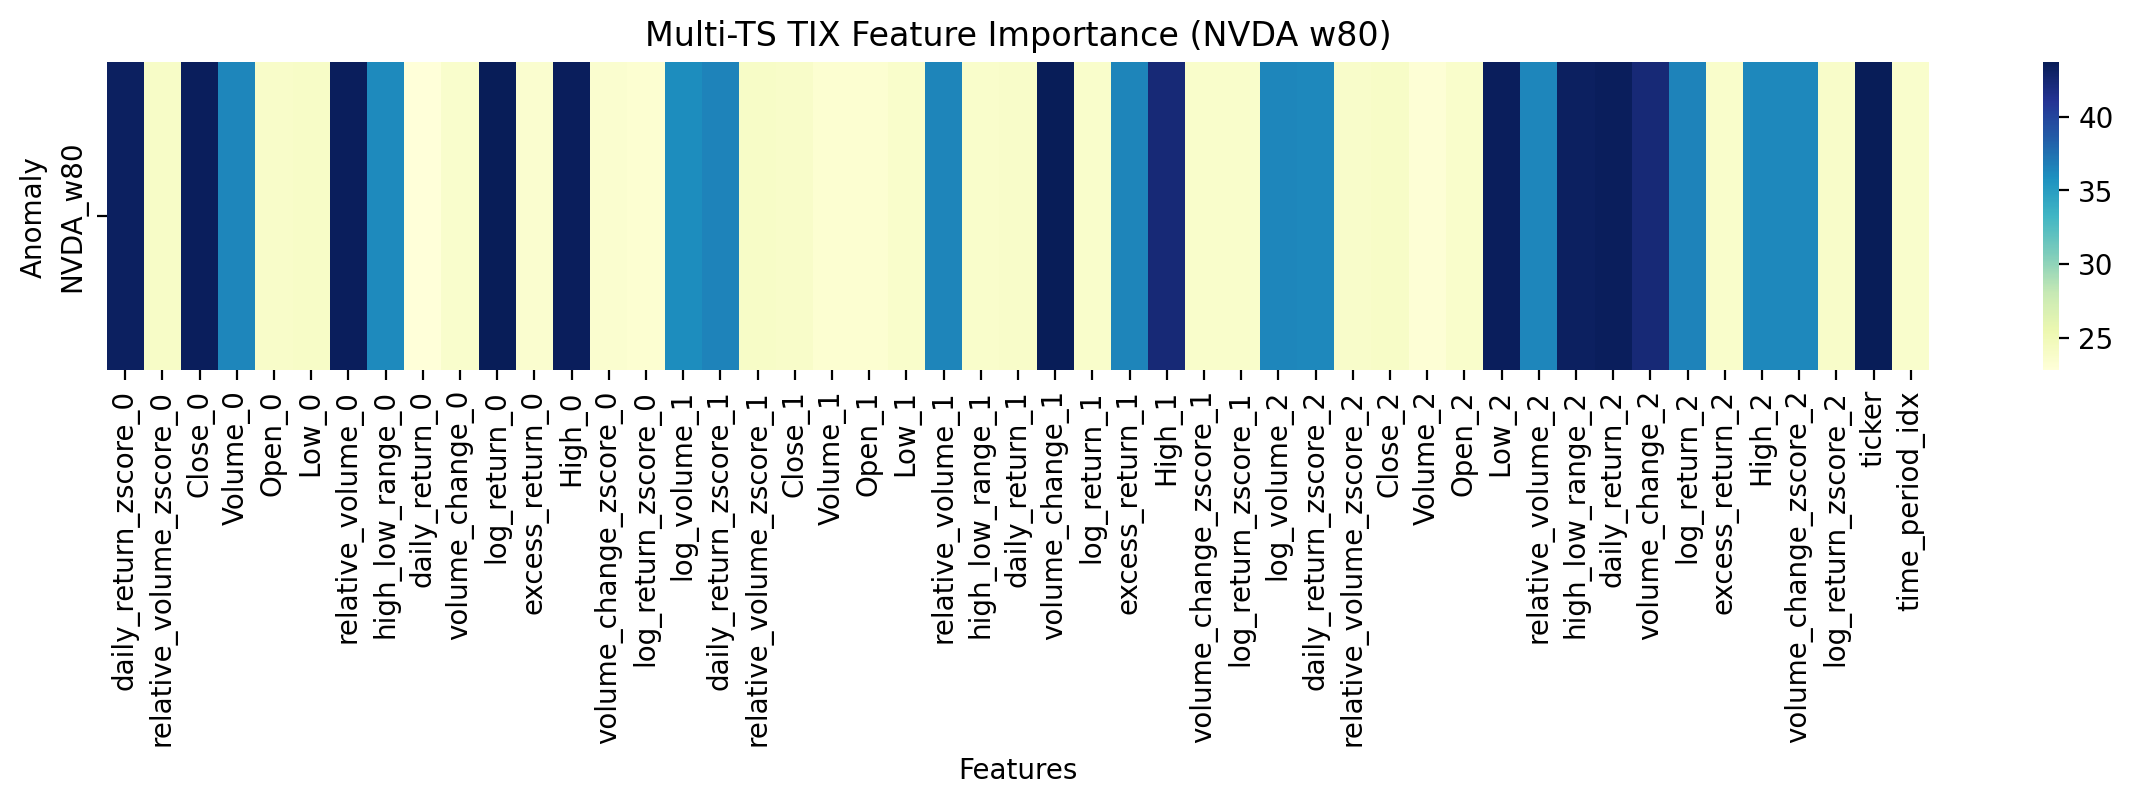 Multi-TS TIX Feature Importance (NVDA w80)
Anomaly
NVDA_w80
40
35
30
25
daily_return_zscore_0
relative_volume_zscore_0
Close_0
Volume_0
Open_0
Low_0
relative_volume_0
high_low_range_0
daily_return_0
volume_change_0
log_return_0
excess_return_0
High_0
volume_change_zscore_0
log_return_zscore_0
log_volume_1
daily_return_zscore_1
relative_volume_zscore_1
Close_1
Volume_1
Open_1
Low_1
relative_volume_1
high_low_range_1
daily_return_1
volume_change_1
log_return_1
excess_return_1
High_1
volume_change_zscore_1
log_return_zscore_1
log_volume_2
daily_return_zscore_2
relative_volume_zscore_2
Close_2
Volume_2
Open_2
Low_2
relative_volume_2
high_low_range_2
daily_return_2
volume_change_2
log_return_2
excess_return_2
High_2
volume_change_zscore_2
log_return_zscore_2
ticker
time_period_idx
Features